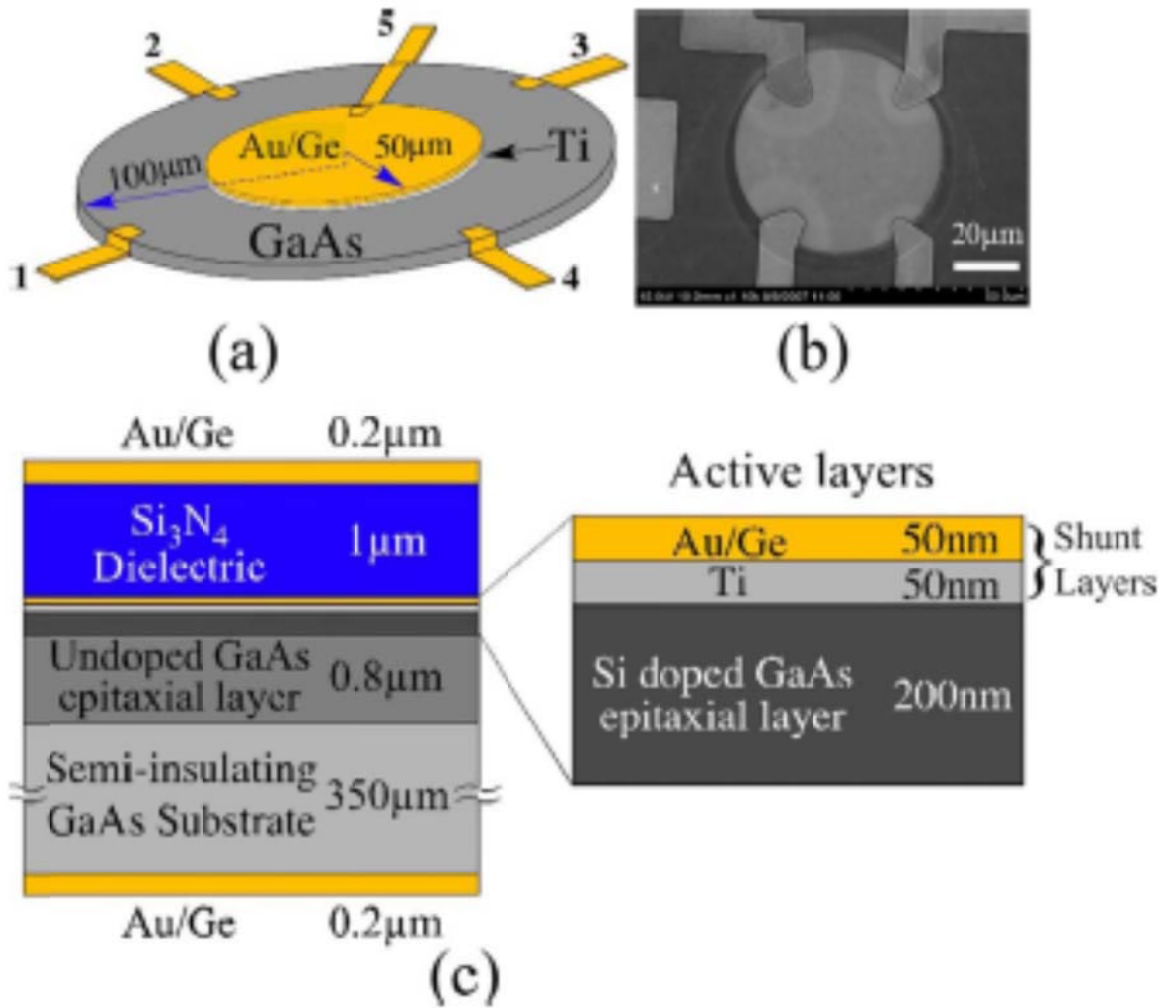 2
5
3
Au/Ge
50μm
Ti
100μm
GaAs
1
4
(a)
20μm
(b)
Au/Ge 0.2μm
Si3N4
Dielectric
1μm
Undoped GaAs
epitaxial layer
0.8μm
Semi-insulating
GaAs Substrate
350μm
Au/Ge 0.2μm
Active layers
Au/Ge 50nm
Ti 50nm
Shunt
Layers
Si doped GaAs
epitaxial layer
200nm
(c)